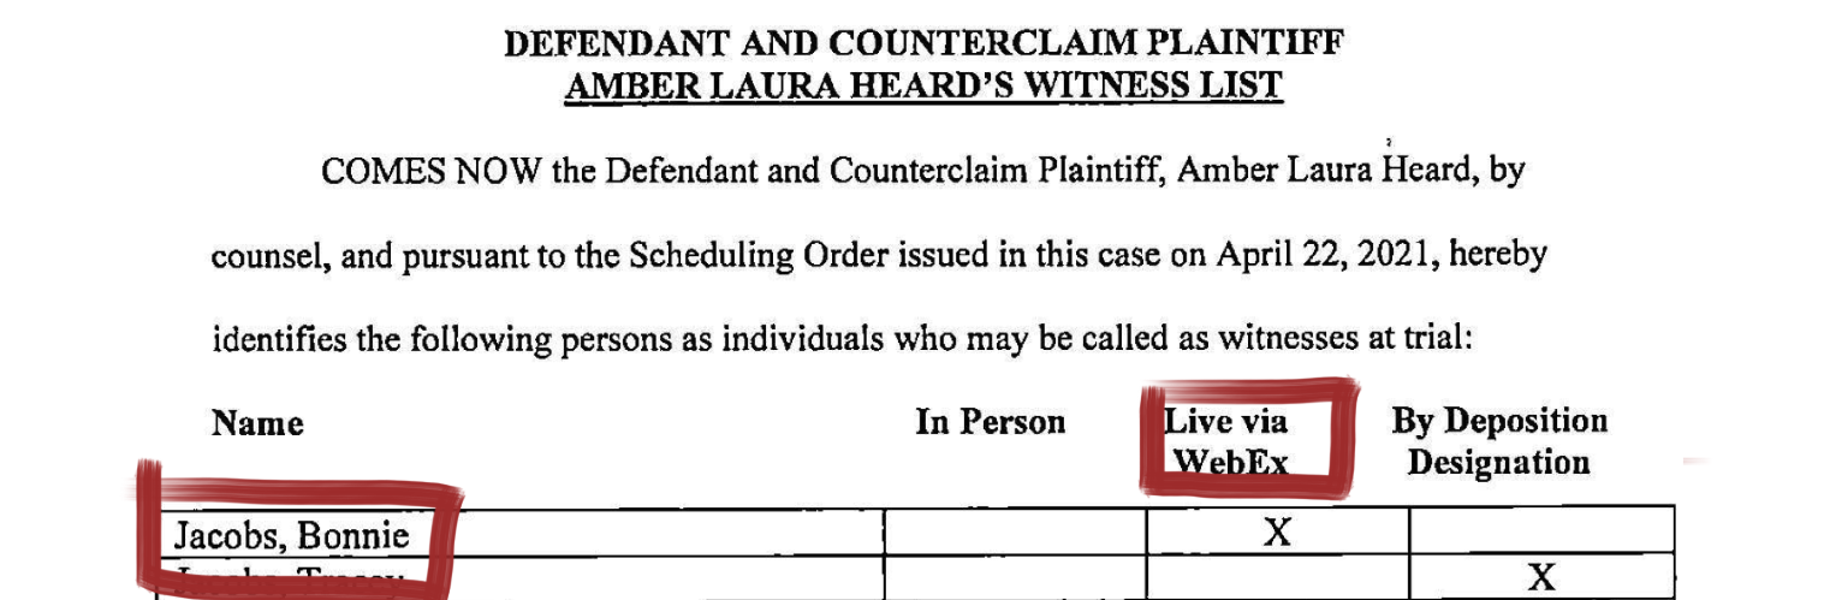 DEFENDANT AND COUNTERCLAIM PLAINTIFF
AMBER LAURA HEARD'S WITNESS LIST
COMES NOW the Defendant and Counterclaim Plaintiff, Amber Laura Heard, by
counsel, and pursuant to the Scheduling Order issued in this case on April 22, 2021, hereby
identifies the following persons as individuals who may be called as witnesses at trial:
Name In Person Live via WebEx By Deposition Designation
Jacobs, Bonnie X
X